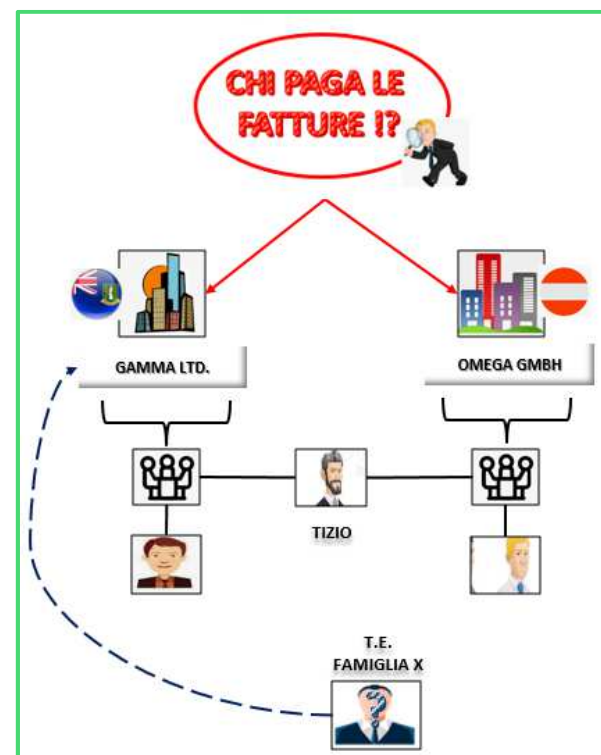 CHI PAGA LE
FATTURE !?
GAMMA LTD.
OMEGA GMBH
TIZIO
T.E.
FAMIGLIA X
?